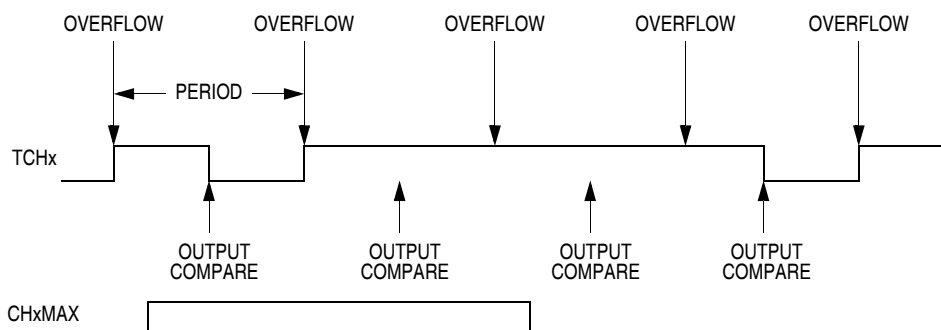 OVERFLOW OVERFLOW OVERFLOW OVERFLOW OVERFLOW
PERIOD
TCHx
OUTPUT
COMPARE
OUTPUT
COMPARE
OUTPUT
COMPARE
OUTPUT
COMPARE
CHxMAX